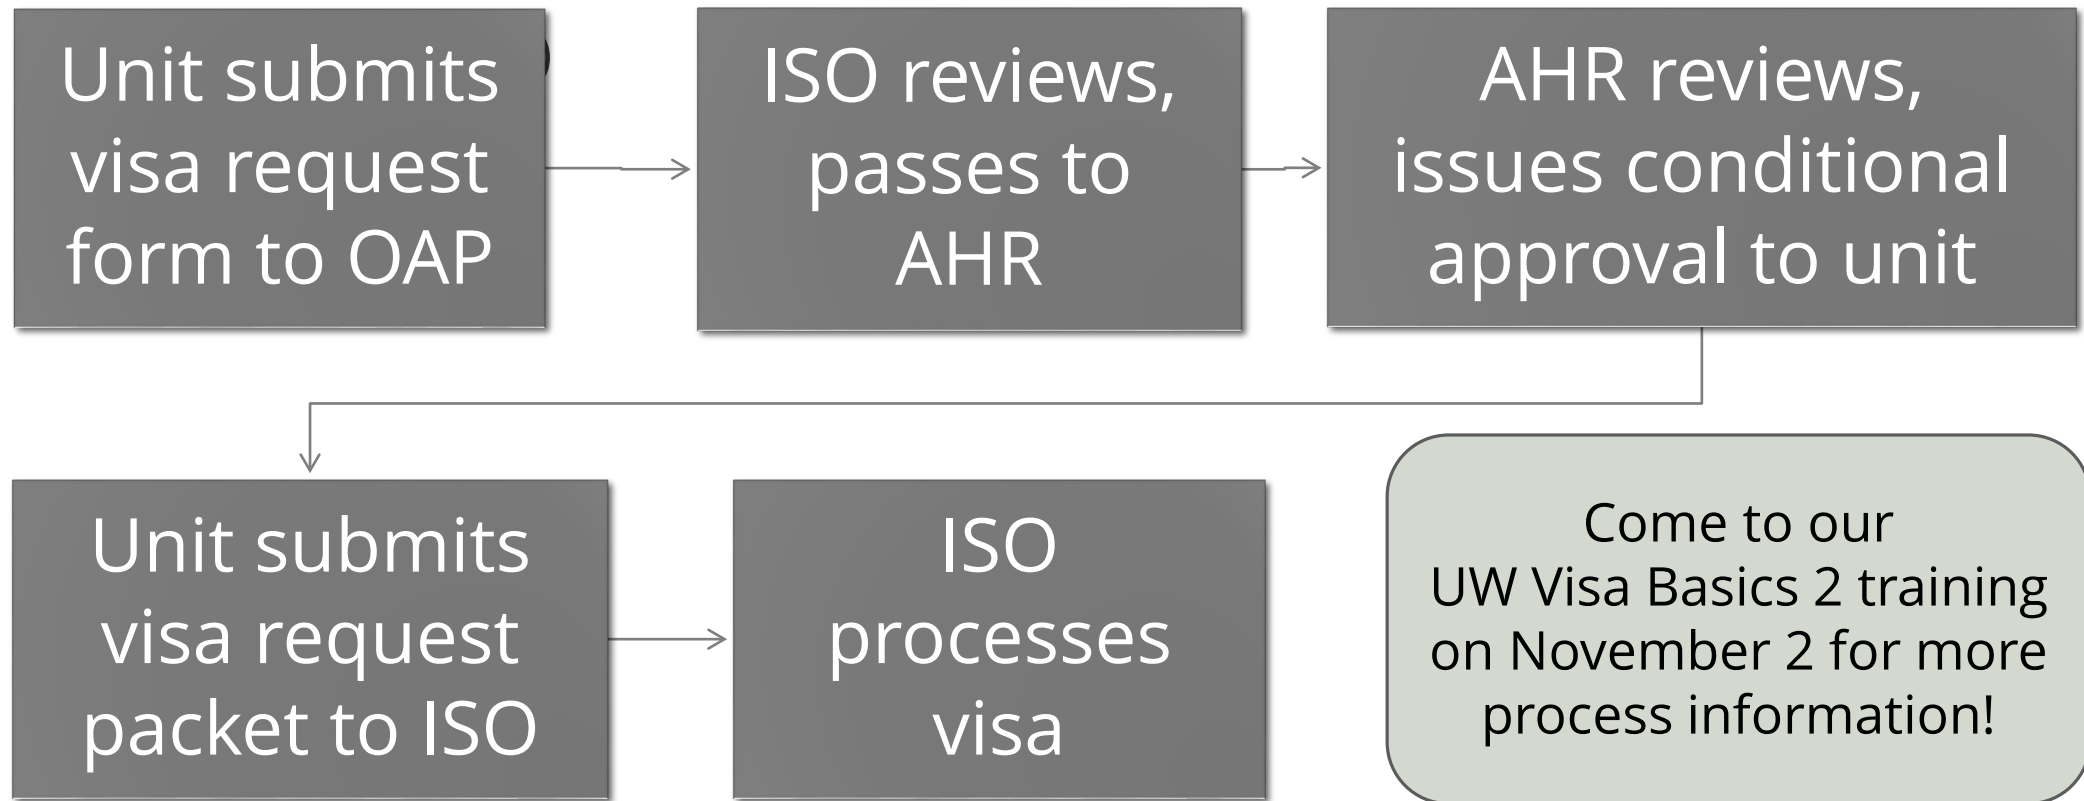 Unit submits
visa request
form to OAP
ISO reviews,
passes to
AHR
AHR reviews,
issues conditional
approval to unit
Unit submits
visa request
packet to ISO
ISO
processes
visa
Come to our
UW Visa Basics 2 training
on November 2 for more
process information!